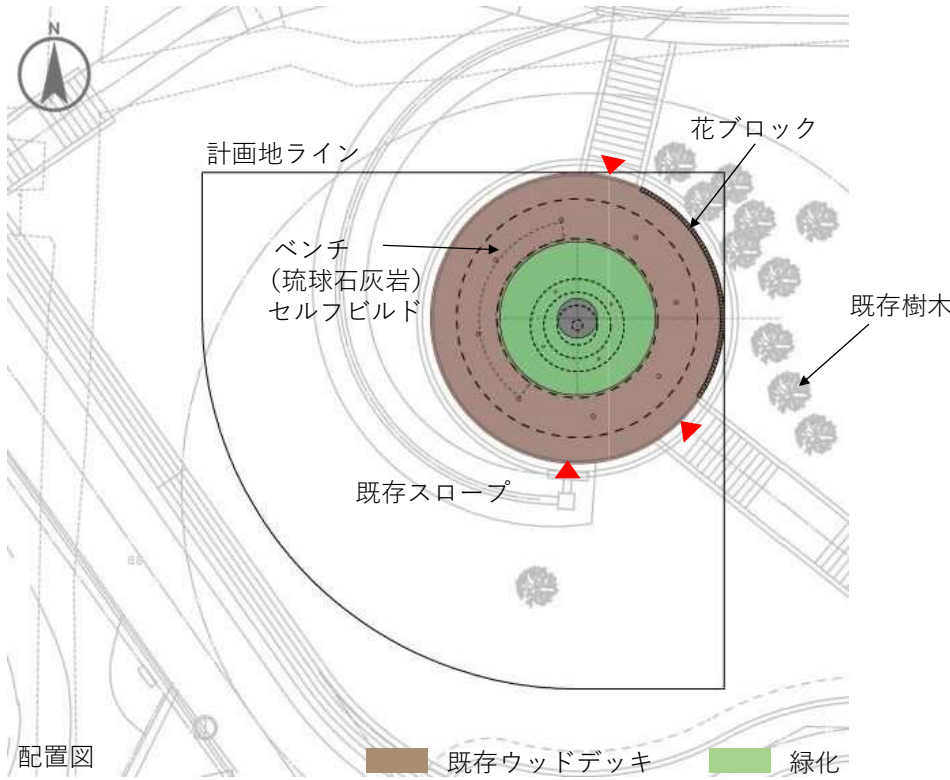 N
花ブロック
計画地ライン
ベンチ
(琉球石灰岩)
セルフビルド
既存樹木
既存スロープ
配置図
既存ウッドデッキ
緑化